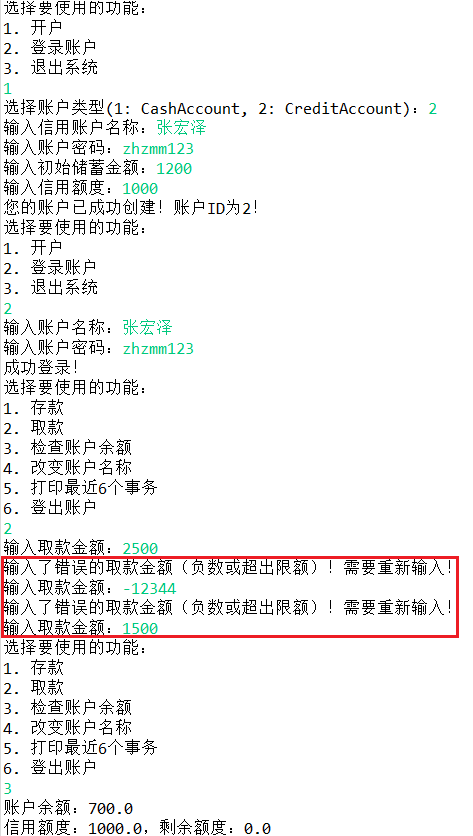 选择要使用的功能：
1. 开户
2. 登录账户
3. 退出系统
1
选择账户类型(1: CashAccount, 2: CreditAccount)：2
输入信用账户名称：张宏泽
输入账户密码：zhzmm123
输入初始储蓄金额：1200
输入信用额度：1000
您的账户已成功创建！账户ID为2！
选择要使用的功能：
1. 开户
2. 登录账户
3. 退出系统
2
输入账户名称：张宏泽
输入账户密码：zhzmm123
成功登录！
选择要使用的功能：
1. 存款
2. 取款
3. 检查账户余额
4. 改变账户名称
5. 打印最近6个事务
6. 登出账户
2
输入取款金额：2500
输入了错误的取款金额（负数或超出限额）！需要重新输入！
输入取款金额：-12344
输入了错误的取款金额（负数或超出限额）！需要重新输入！
输入取款金额：1500
选择要使用的功能：
1. 存款
2. 取款
3. 检查账户余额
4. 改变账户名称
5. 打印最近6个事务
6. 登出账户
3
账户余额：700.0
信用额度：1000.0，剩余额度：0.0